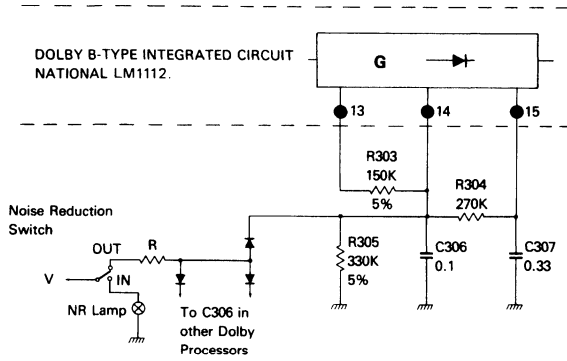 DOLBY B-TYPE INTEGRATED CIRCUIT
NATIONAL LM1112.
G
13
14
15
R303
150K
5%
R304
270K
Noise Reduction
Switch
OUT
R
V
IN
NR Lamp
To C306 in
other Dolby
Processors
R305
330K
5%
C306
0.1
C307
0.33